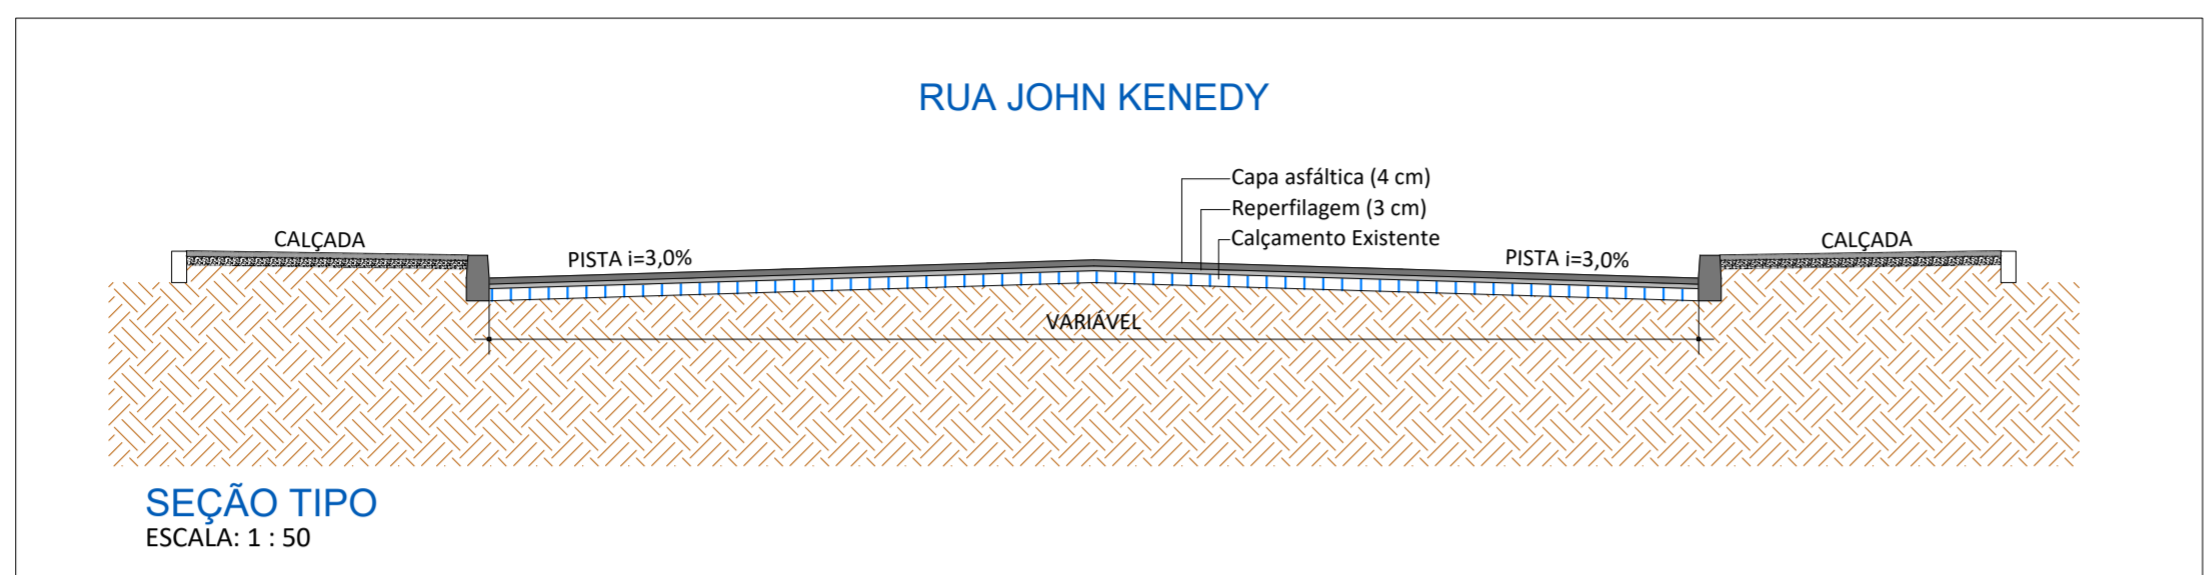 RUA JOHN KENEDY
Capa asfáltica (4 cm)
Reperfilagem (3 cm)
Calçamento Existente
CALÇADA
PISTA i=3,0%
PISTA i=3,0%
CALÇADA
VARIÁVEL
SEÇÃO TIPO
ESCALA: 1 : 50